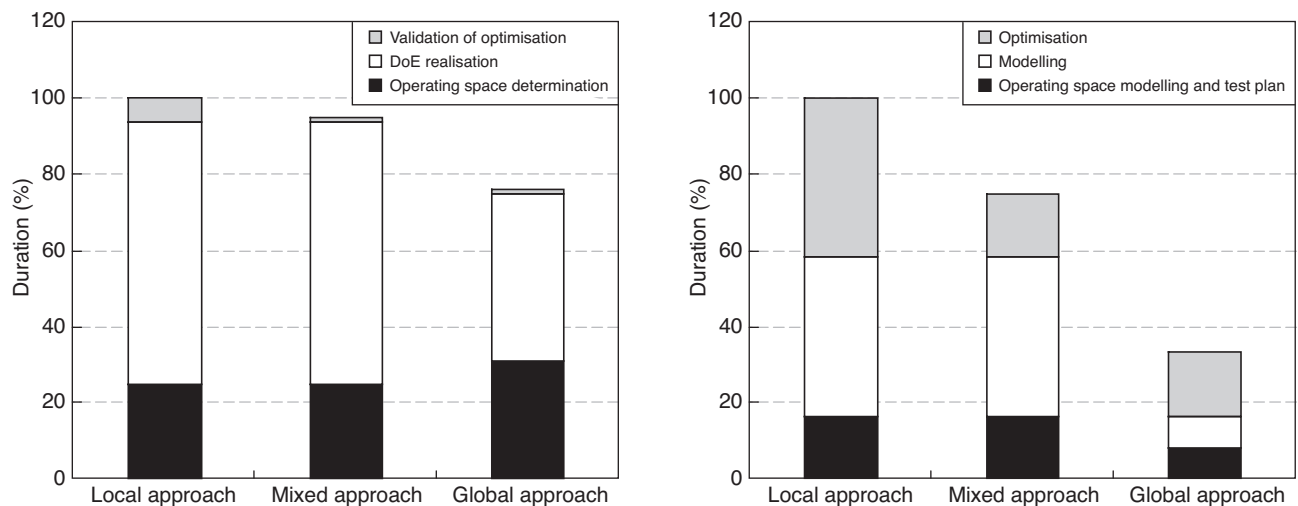 120
100
80
60
40
20
0
Duration (%)
Validation of optimisation
DoE realisation
Operating space determination
Local approach
Mixed approach
Global approach
120
100
80
60
40
20
0
Duration (%)
Optimisation
Modelling
Operating space modelling and test plan
Local approach
Mixed approach
Global approach